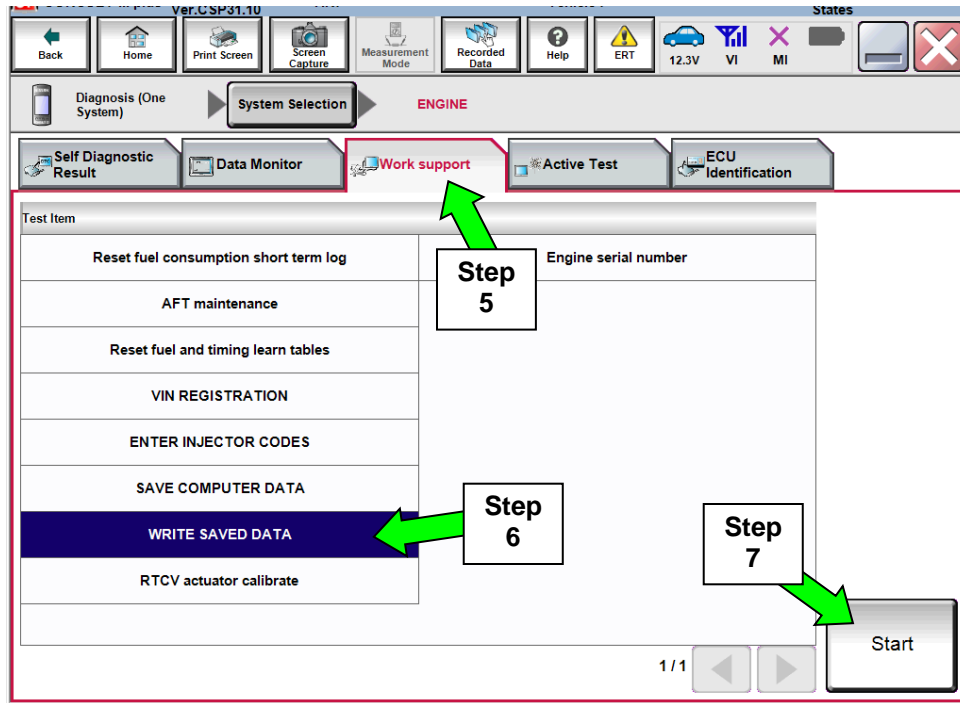 Ver.CSP31.10
States
Back
Home
Print Screen
Screen
Capture
Measurement
Mode
Recorded
Data
Help
ERT
12.3V
VI
MI
Diagnosis (One
System)
System Selection
ENGINE
Self Diagnostic
Result
Data Monitor
Work support
Active Test
ECU
Identification
Test Item
Reset fuel consumption short term log
Engine serial number
Step
5
AFT maintenance
Reset fuel and timing learn tables
VIN REGISTRATION
ENTER INJECTOR CODES
SAVE COMPUTER DATA
WRITE SAVED DATA
Step
6
Step
7
RTCV actuator calibrate
Start
1/1